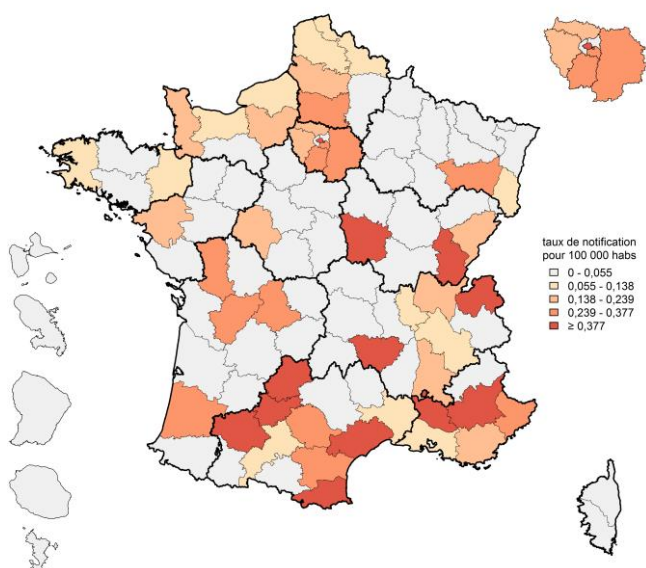 taux de notification
pour 100 000 habs
0 - 0,055
0,055 - 0,138
0,138 - 0,239
0,239 - 0,377
≥ 0,377